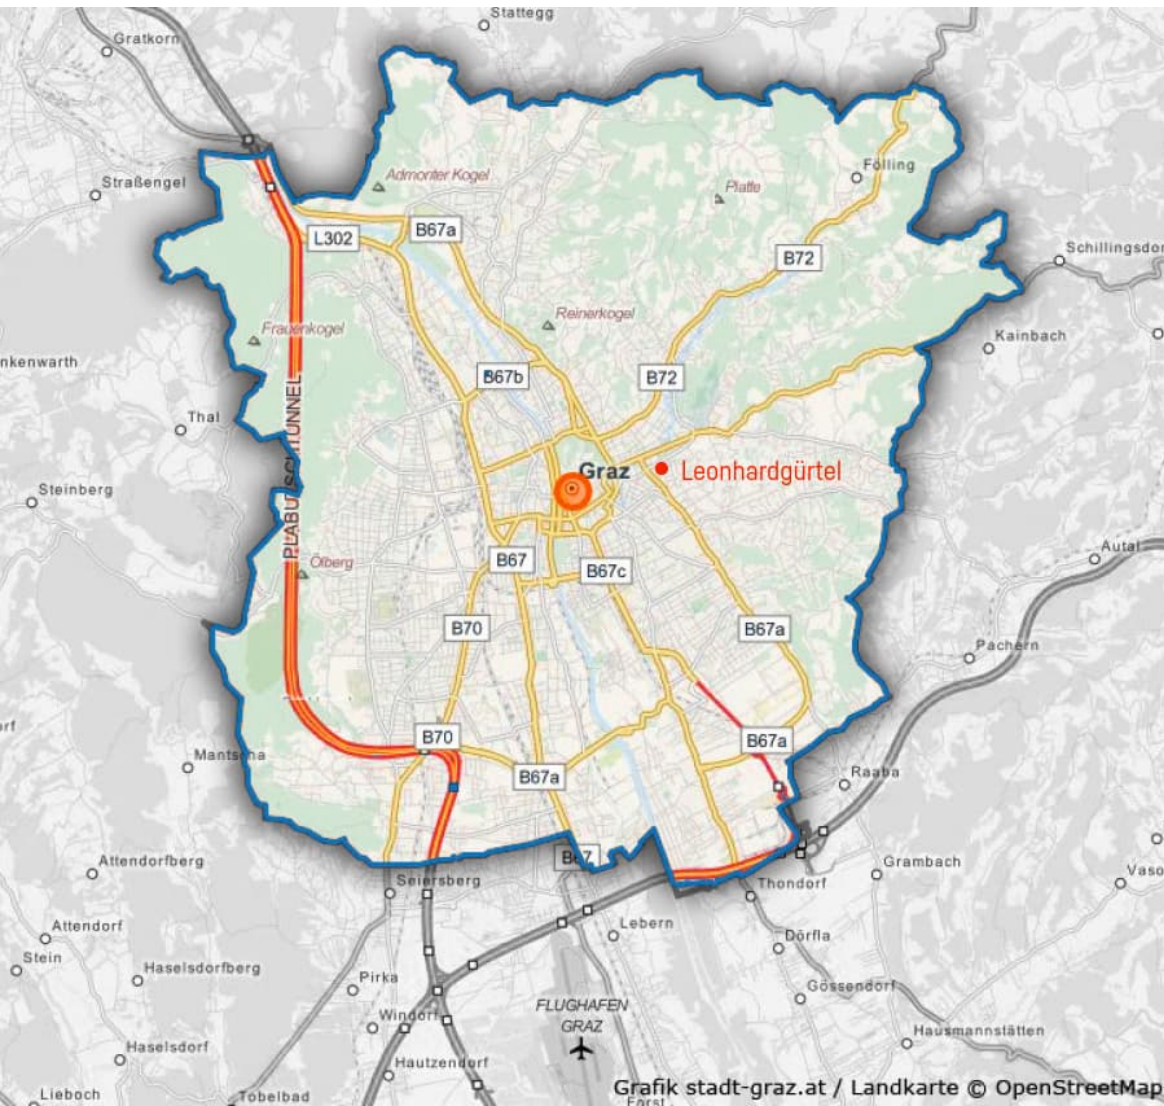 Stattegg
Gratkorn
Straßengel
Admonter Kogel
Platte
Fölling
L302
B67a
B72
Schillingsdor
Frauenkogel
Reinerkogel
Kainbach
nkenwarth
B67b
B72
Thal
PLABUTSCHTUNNEL
Graz
Leonhardgürtel
Steinberg
Ölberg
B67
B67c
Autal
B70
B67a
Pachern
orf
Mantscha
B70
B67a
B67a
Raaba
Attendorfberg
B67
Grambach
Seiersberg
Thondorf
Vaso
Attendorf
Lebern
Dörfla
Stein
Haselsdorfberg
Pirka
Gössendorf
FLUGHAFEN
GRAZ
Windorf
Hausmannstätten
Haselsdorf
Hautzendorf
Lieboch
Tobelbad
Grafik stadt-graz.at / Landkarte © OpenStreetMap
Forst